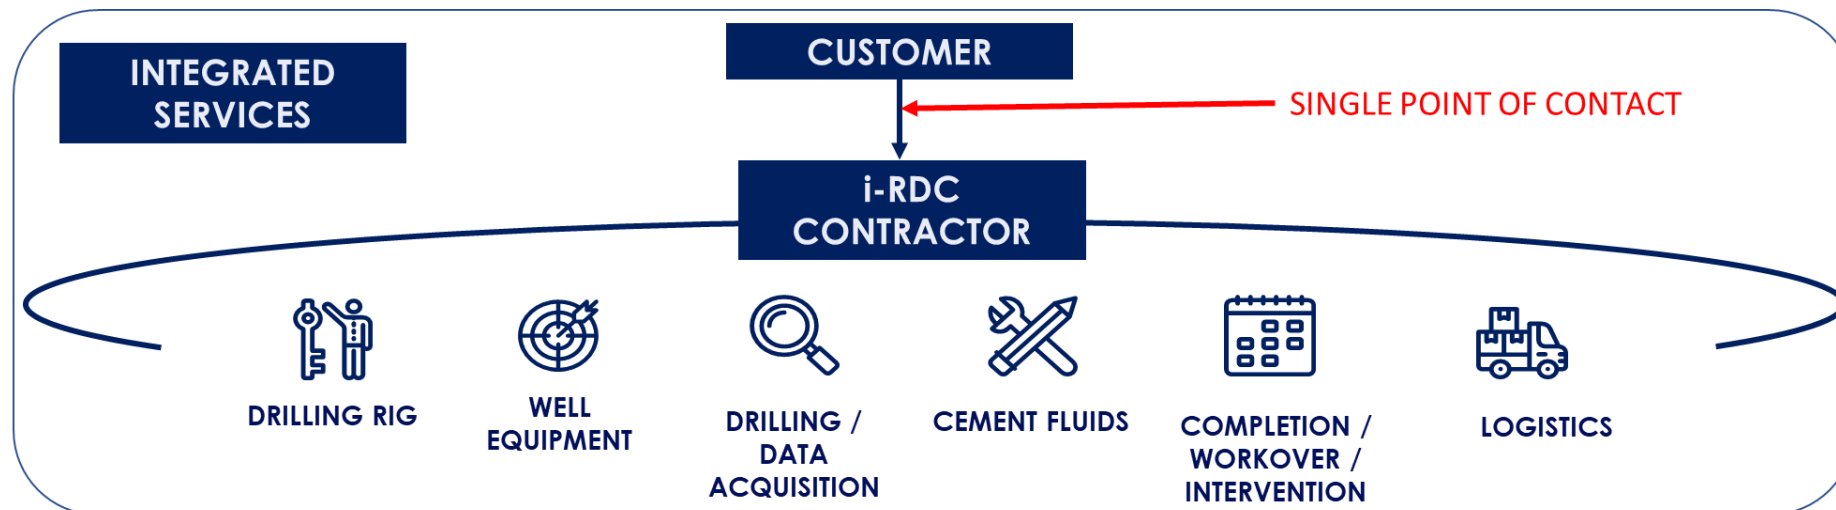 INTEGRATED
SERVICES
CUSTOMER
SINGLE POINT OF CONTACT
i-RDC
CONTRACTOR
DRILLING RIG
WELL
EQUIPMENT
DRILLING /
DATA
ACQUISITION
CEMENT FLUIDS
COMPLETION /
WORKOVER /
INTERVENTION
LOGISTICS